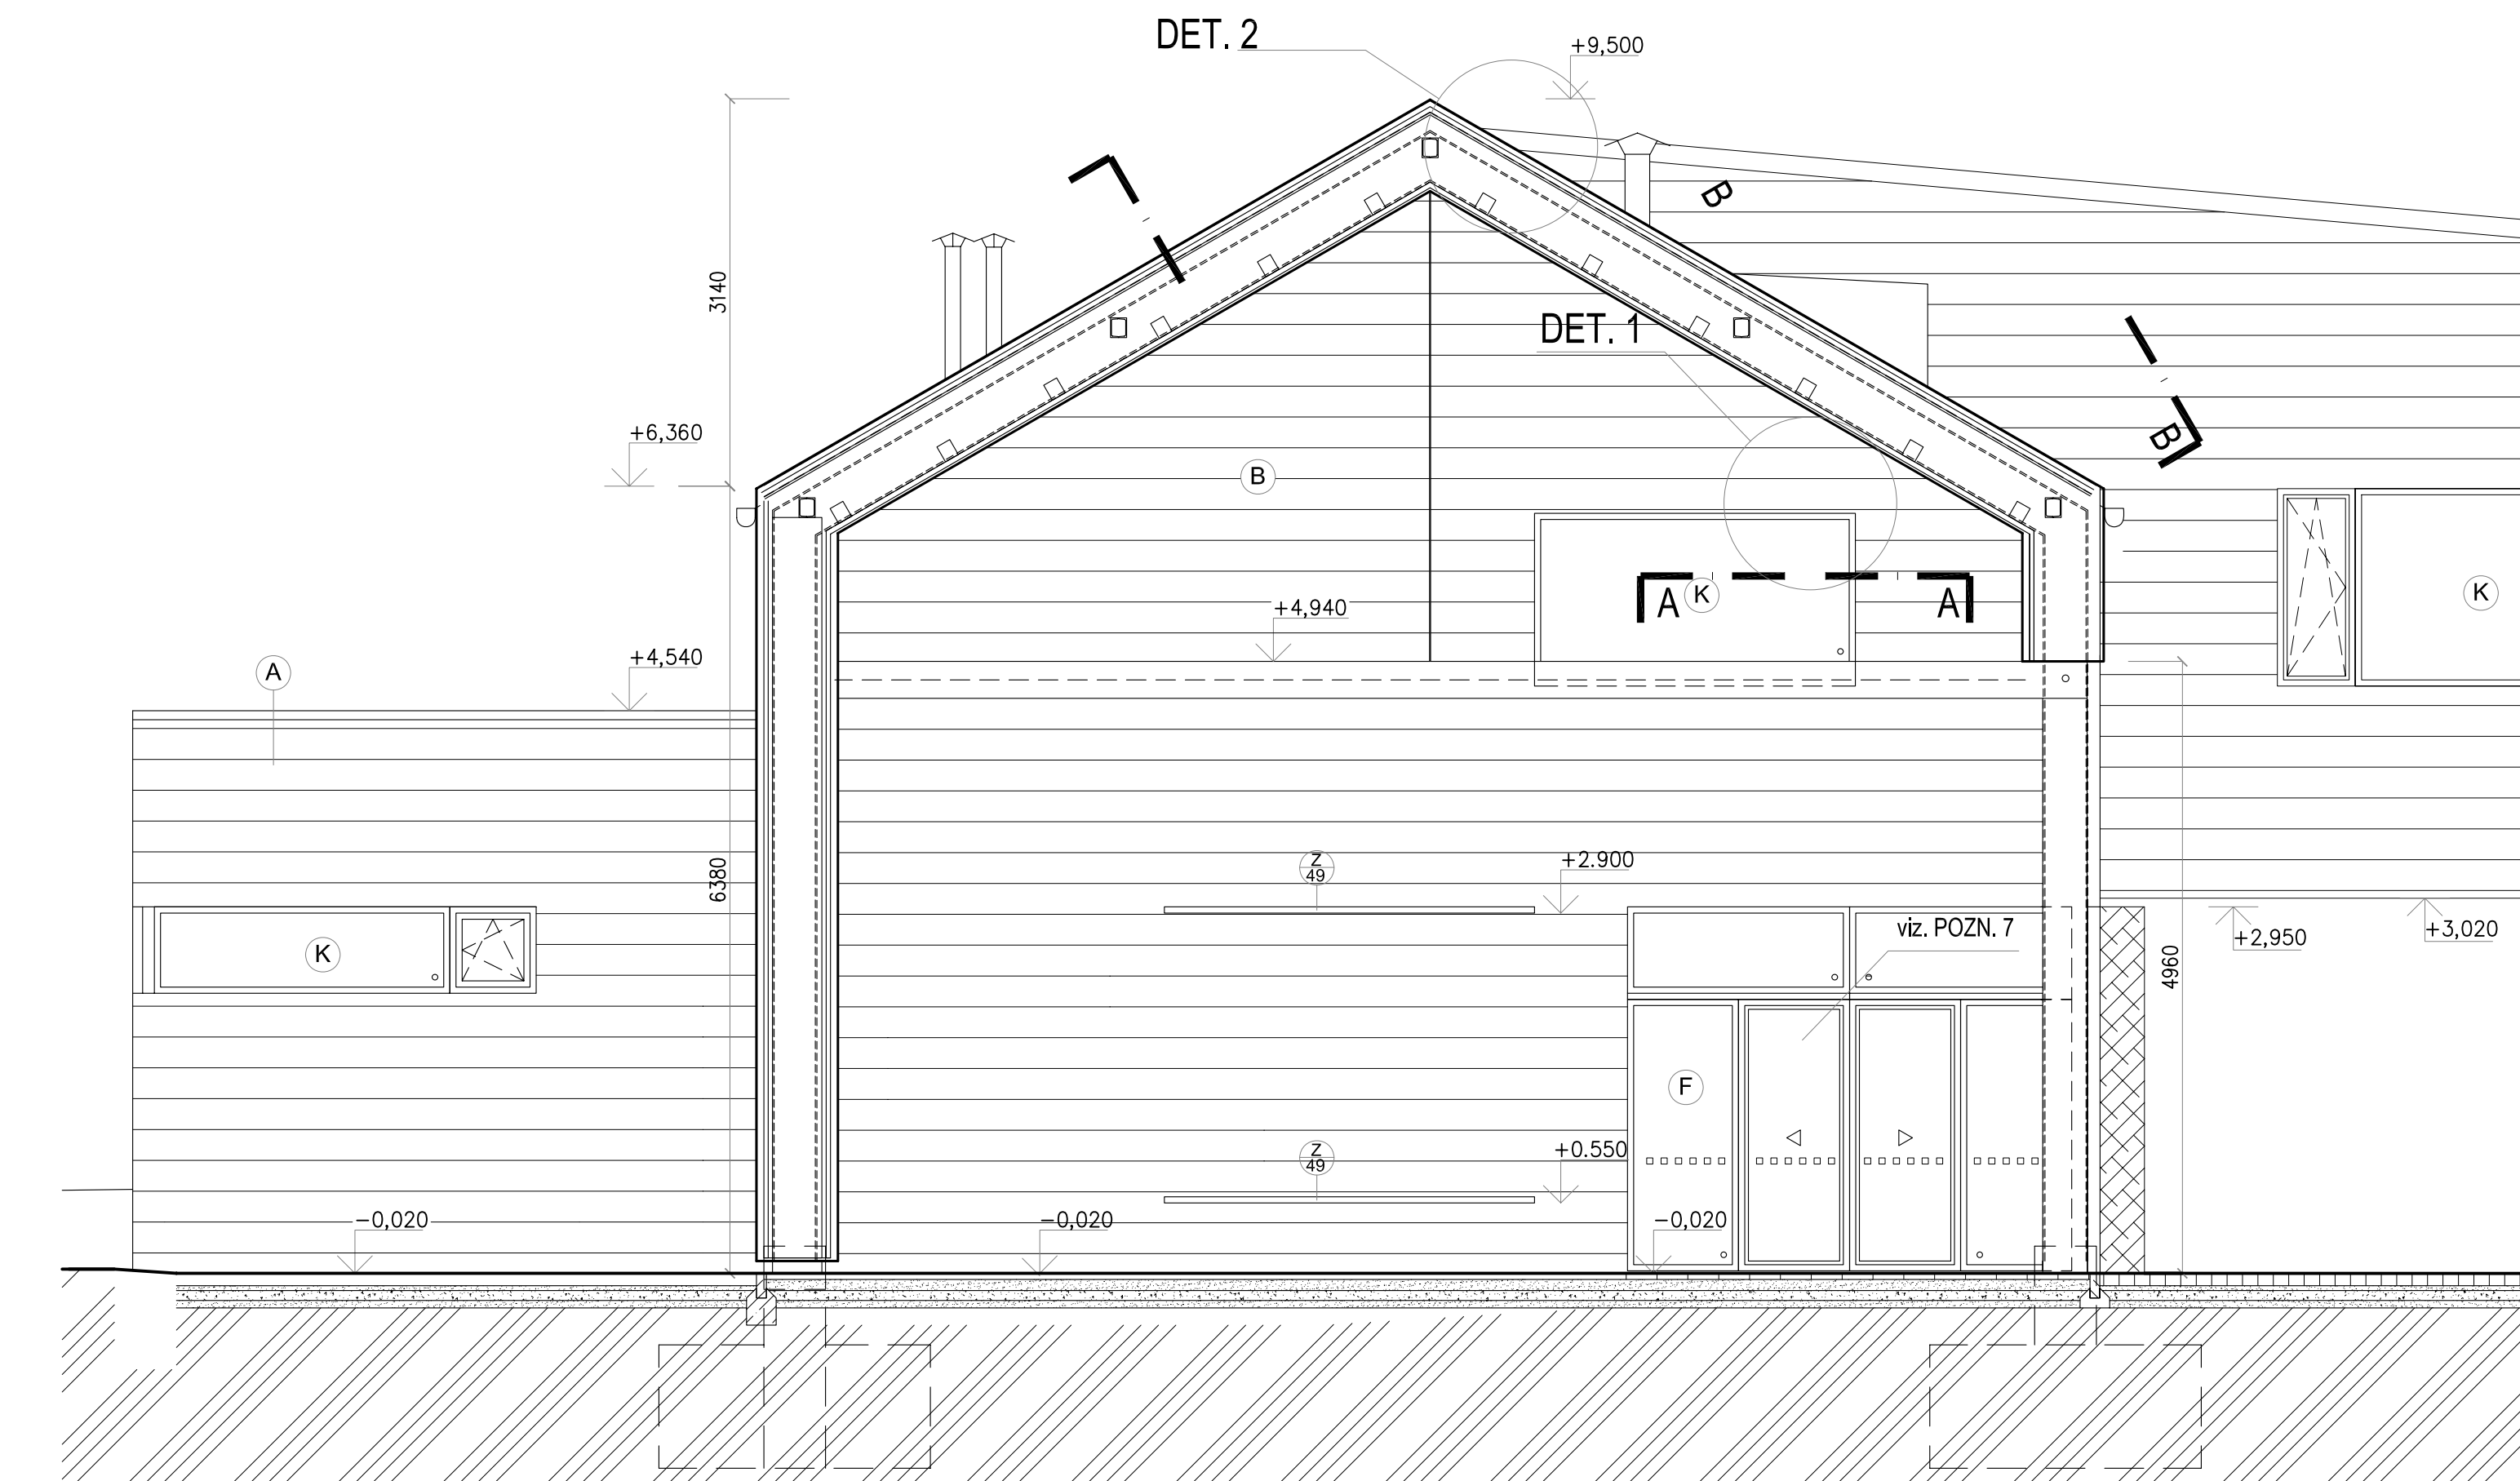 DET. 2
+9,500
B
3140
DET. 1
+6,360
B
B
K
+4,940
A
K
A
+4,540
A
6380
Z
49
+2.900
viz. POZN. 7
+2,950
+3,020
K
4960
F
Z
49
+0.550
-0,020
-0,020
-0,020